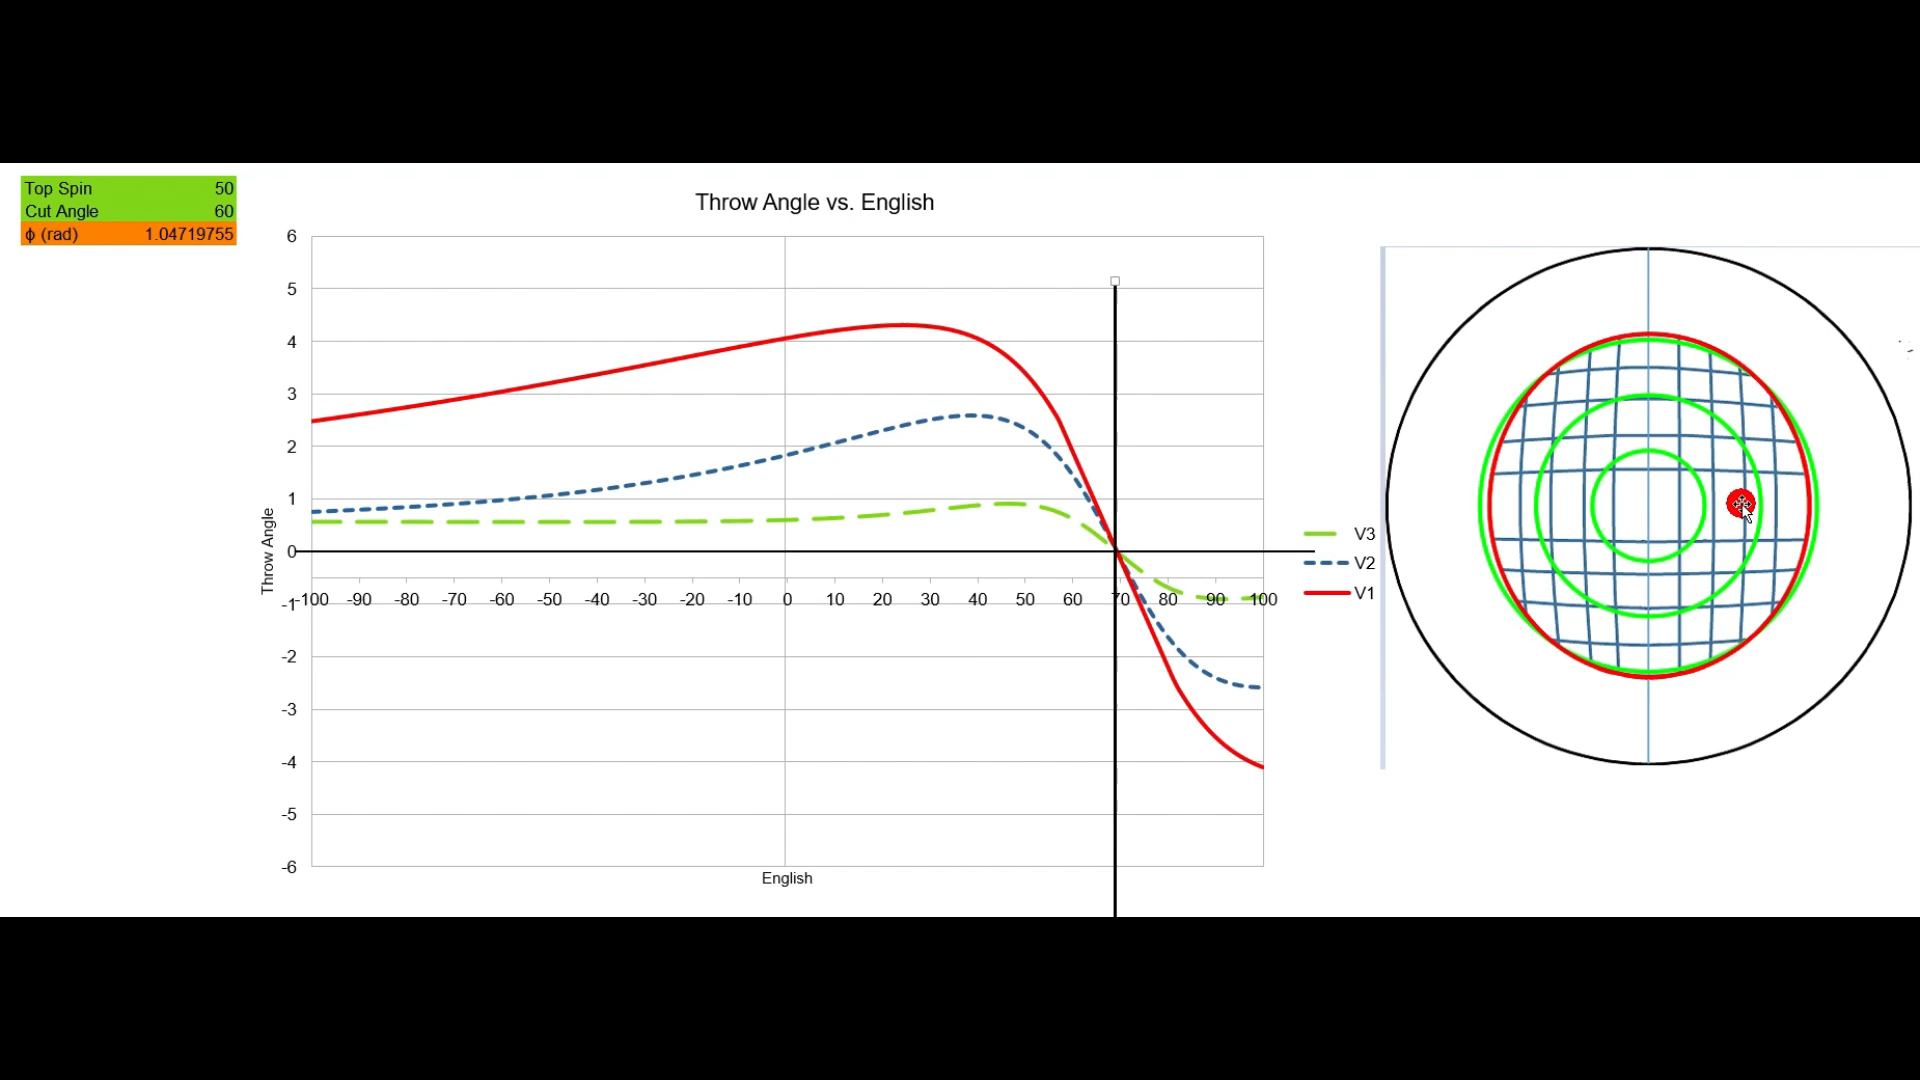 Top Spin 50
Cut Angle 60
ϕ (rad) 1.04719755
Throw Angle vs. English
6
5
4
3
2
1
0
-1
-2
-3
-4
-5
-6
Throw Angle
-100 -90 -80 -70 -60 -50 -40 -30 -20 -10 0 10 20 30 40 50 60 70 80 90 100
English
V3
V2
V1